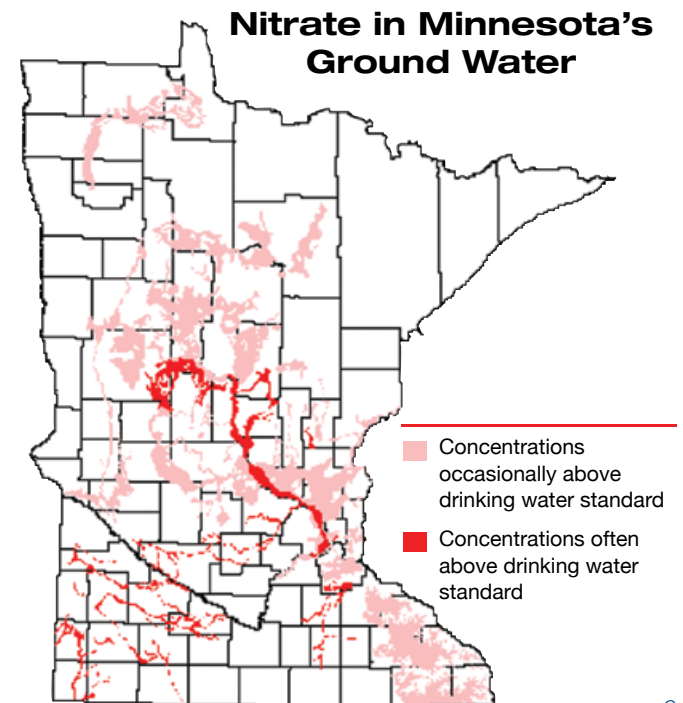 Nitrate in Minnesota's
Ground Water
Concentrations
occasionally above
drinking water standard
Concentrations often
above drinking water
standard